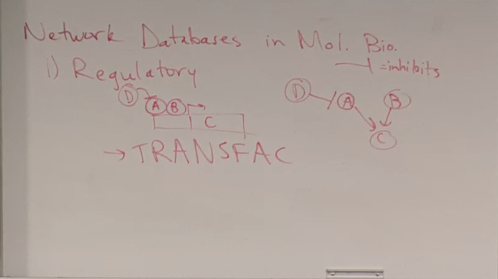 Network Databases in Mol. Bio.
⊣ = inhibits
1) Regulatory
D
A B
C
D A B
C
→ TRANSFAC